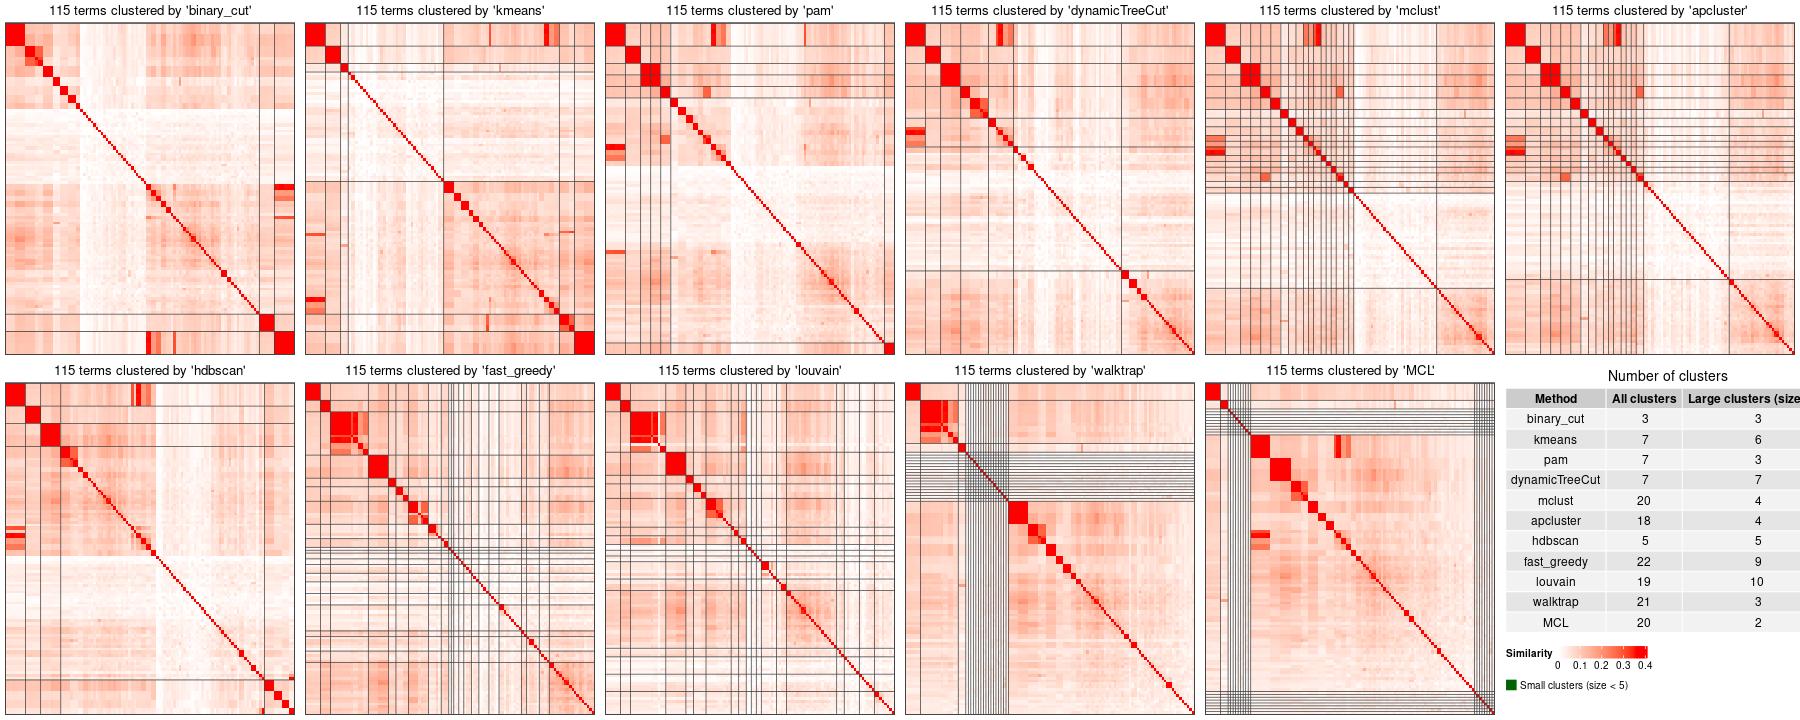 115 terms clustered by 'binary_cut'
115 terms clustered by 'kmeans'
115 terms clustered by 'pam'
115 terms clustered by 'dynamicTreeCut'
115 terms clustered by 'mclust'
115 terms clustered by 'apcluster'
115 terms clustered by 'hdbscan'
115 terms clustered by 'fast_greedy'
115 terms clustered by 'louvain'
115 terms clustered by 'walktrap'
115 terms clustered by 'MCL'
Number of clusters
Method All clusters Large clusters (size
binary_cut 3 3
kmeans 7 6
pam 7 3
dynamicTreeCut 7 7
mclust 20 4
apcluster 18 4
hdbscan 5 5
fast_greedy 22 9
louvain 19 10
walktrap 21 3
MCL 20 2
Similarity
0 0.1 0.2 0.3 0.4
Small clusters (size < 5)